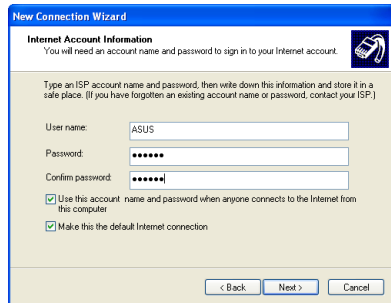 New Connection Wizard
Internet Account Information
You will need an account name and password to sign in to your Internet account.
Type an ISP account name and password, then write down this information and store it in a
safe place. (If you have forgotten an existing account name or password, contact your ISP.)
User name:
ASUS
Password:
●●●●●●
Confirm password:
●●●●●●
Use this account name and password when anyone connects to the Internet from
this computer
Make this the default Internet connection
< Back
Next >
Cancel